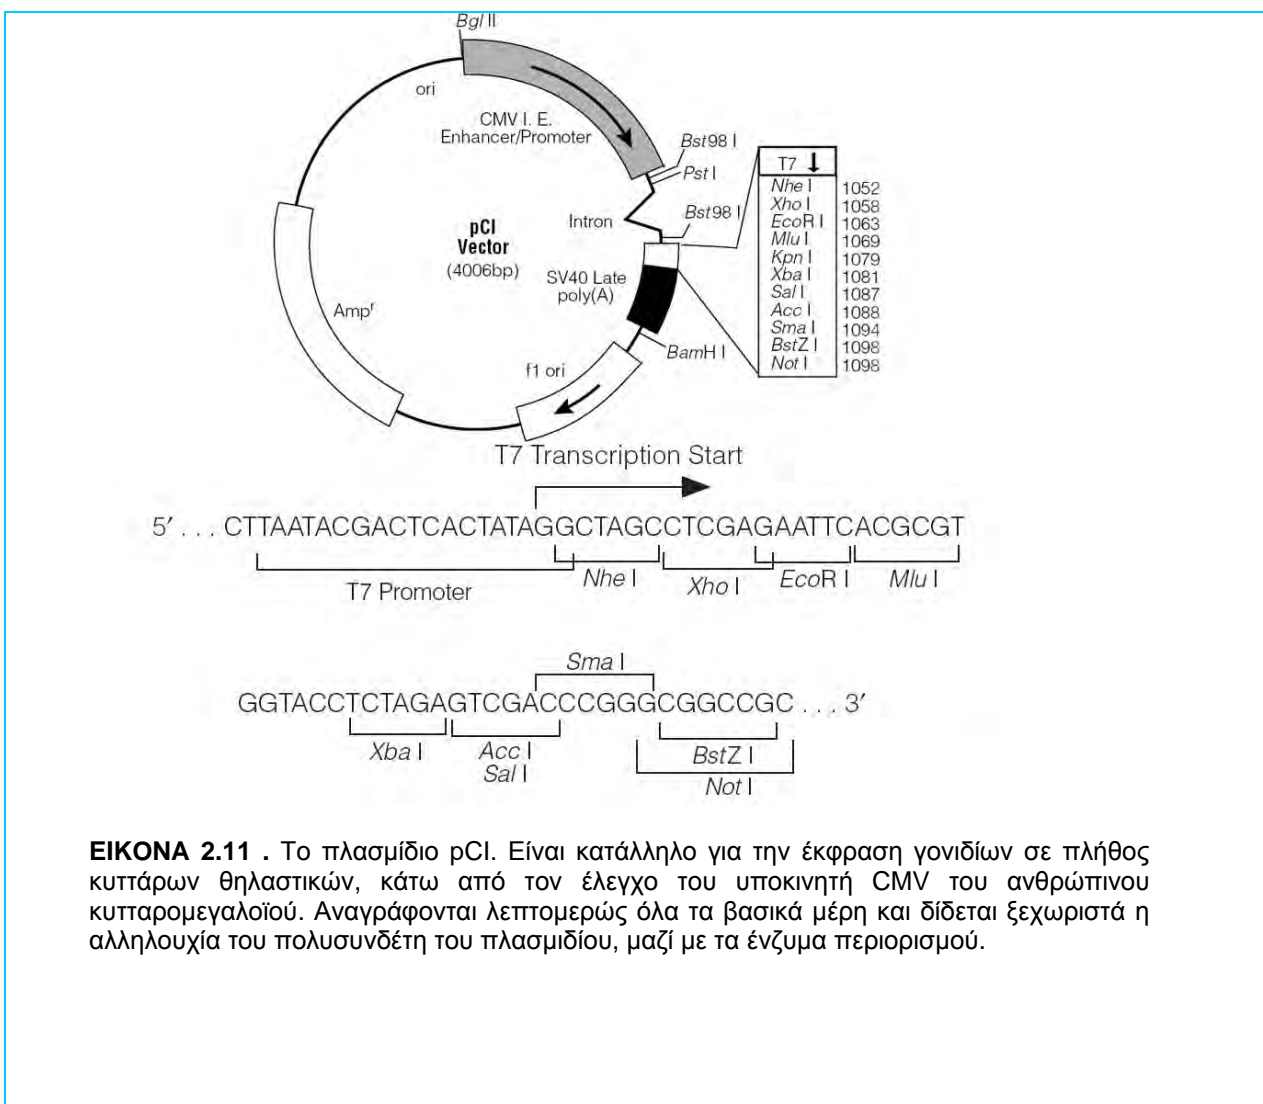 Bgl II
ori
CMV I. E.
Enhancer/Promoter
Bst98 I
Pst I
Intron
Bst98 I
pCI
Vector
(4006bp)
SV40 Late
poly(A)
Ampr
BamH I
f1 ori
T7 ↓
Nhe I 1052
Xho I 1058
EcoR I 1063
Mlu I 1069
Kpn I 1079
Xba I 1081
Sal I 1087
Acc I 1088
Sma I 1094
BstZ I 1098
Not I 1098
T7 Transcription Start
5′ . . . CTTAATACGACTCACTATAGGCTAGCCTCGAGAATTCACGCGT
T7 Promoter
Nhe I
Xho I
EcoR I
Mlu I
Sma I
GGTACCTCTAGAGTCGACCCGGGCGGCCGC . . . 3′
Xba I
Acc I
Sal I
BstZ I
Not I
ΕΙΚΟΝΑ 2.11 . Το πλασμίδιο pCI. Είναι κατάλληλο για την έκφραση γονιδίων σε πλήθος
κυττάρων θηλαστικών, κάτω από τον έλεγχο του υποκινητή CMV του ανθρώπινου
κυτταρομεγαλοϊού. Αναγράφονται λεπτομερώς όλα τα βασικά μέρη και δίδεται ξεχωριστά η
αλληλουχία του πολυσυνδέτη του πλασμιδίου, μαζί με τα ένζυμα περιορισμού.